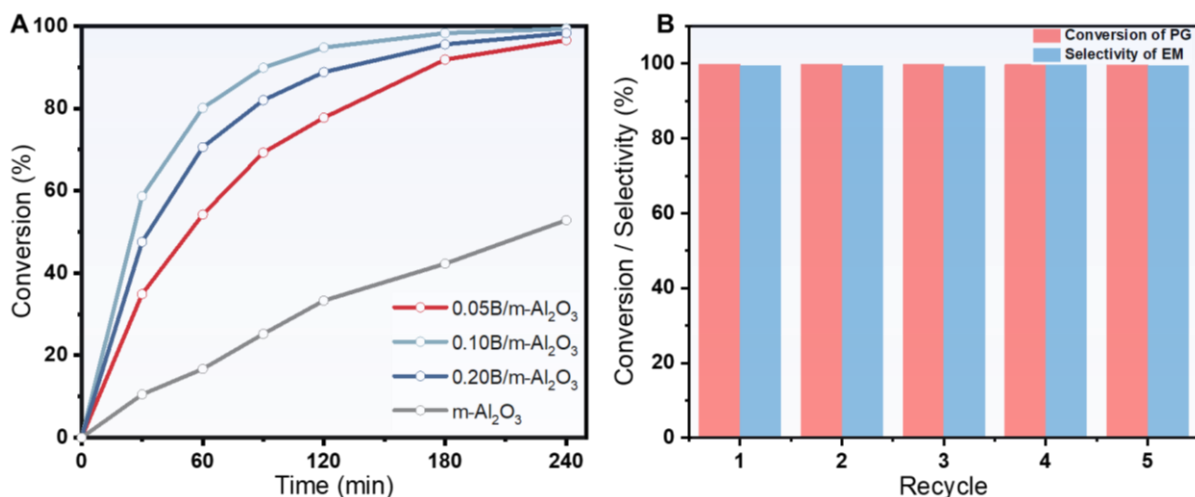 A
Conversion (%)
100
80
60
40
20
0
0 60 120 180 240
Time (min)
0.05B/m-Al₂O₃
0.10B/m-Al₂O₃
0.20B/m-Al₂O₃
m-Al₂O₃
B
Conversion / Selectivity (%)
100
80
60
40
20
0
1 2 3 4 5
Recycle
Conversion of PG
Selectivity of EM